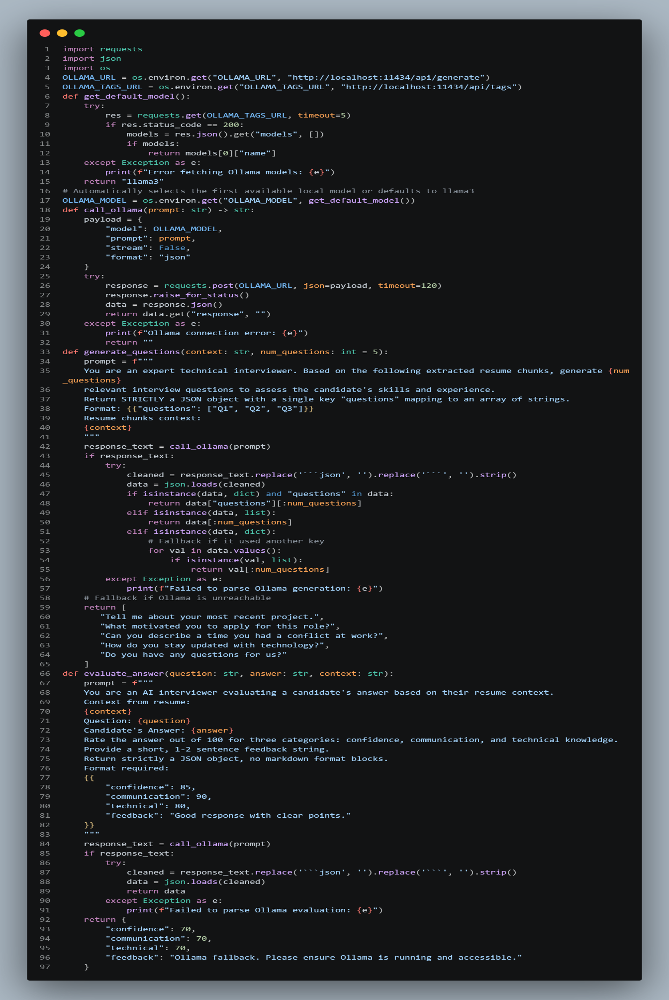 1 import requests
2 import json
3 import os
4 OLLAMA_URL = os.environ.get("OLLAMA_URL", "http://localhost:11434/api/generate")
5 OLLAMA_TAGS_URL = os.environ.get("OLLAMA_TAGS_URL", "http://localhost:11434/api/tags")
6 def get_default_model():
7     try:
8         res = requests.get(OLLAMA_TAGS_URL, timeout=5)
9         if res.status_code == 200:
10             models = res.json().get("models", [])
11             if models:
12                 return models[0]["name"]
13     except Exception as e:
14         print(f"Error fetching Ollama models: {e}")
15     return "llama3"
16 # Automatically selects the first available local model or defaults to llama3
17 OLLAMA_MODEL = os.environ.get("OLLAMA_MODEL", get_default_model())
18 def call_ollama(prompt: str) -> str:
19     payload = {
20         "model": OLLAMA_MODEL,
21         "prompt": prompt,
22         "stream": False,
23         "format": "json"
24     }
25     try:
26         response = requests.post(OLLAMA_URL, json=payload, timeout=120)
27         response.raise_for_status()
28         data = response.json()
29         return data.get("response", "")
30     except Exception as e:
31         print(f"Ollama connection error: {e}")
32         return ""
33 def generate_questions(context: str, num_questions: int = 5):
34     prompt = f"""
35     You are an expert technical interviewer. Based on the following extracted resume chunks, generate {num
_questions}
36     relevant interview questions to assess the candidate's skills and experience.
37     Return STRICTLY a JSON object with a single key "questions" mapping to an array of strings.
38     Format: {{"questions": ["Q1", "Q2", "Q3"]}}
39     Resume chunks context:
40     {context}
41     """
42     response_text = call_ollama(prompt)
43     if response_text:
44         try:
45             cleaned = response_text.replace('```json', '').replace('```', '').strip()
46             data = json.loads(cleaned)
47             if isinstance(data, dict) and "questions" in data:
48                 return data["questions"][:num_questions]
49             elif isinstance(data, list):
50                 return data[:num_questions]
51             elif isinstance(data, dict):
52                 # Fallback if it used another key
53                 for val in data.values():
54                     if isinstance(val, list):
55                         return val[:num_questions]
56         except Exception as e:
57             print(f"Failed to parse Ollama generation: {e}")
58     # Fallback if Ollama is unreachable
59     return [
60        "Tell me about your most recent project.",
61        "What motivated you to apply for this role?",
62        "Can you describe a time you had a conflict at work?",
63        "How do you stay updated with technology?",
64        "Do you have any questions for us?"
65     ]
66 def evaluate_answer(question: str, answer: str, context: str):
67     prompt = f"""
68     You are an AI interviewer evaluating a candidate's answer based on their resume context.
69     Context from resume:
70     {context}
71     Question: {question}
72     Candidate's Answer: {answer}
73     Rate the answer out of 100 for three categories: confidence, communication, and technical knowledge.
74     Provide a short, 1-2 sentence feedback string.
75     Return strictly a JSON object, no markdown format blocks.
76     Format required:
77     {{
78         "confidence": 85,
79         "communication": 90,
80         "technical": 80,
81         "feedback": "Good response with clear points."
82     }}
83     """
84     response_text = call_ollama(prompt)
85     if response_text:
86         try:
87             cleaned = response_text.replace('```json', '').replace('```', '').strip()
88             data = json.loads(cleaned)
89             return data
90         except Exception as e:
91             print(f"Failed to parse Ollama evaluation: {e}")
92     return {
93         "confidence": 70,
94         "communication": 70,
95         "technical": 70,
96         "feedback": "Ollama fallback. Please ensure Ollama is running and accessible."
97     }